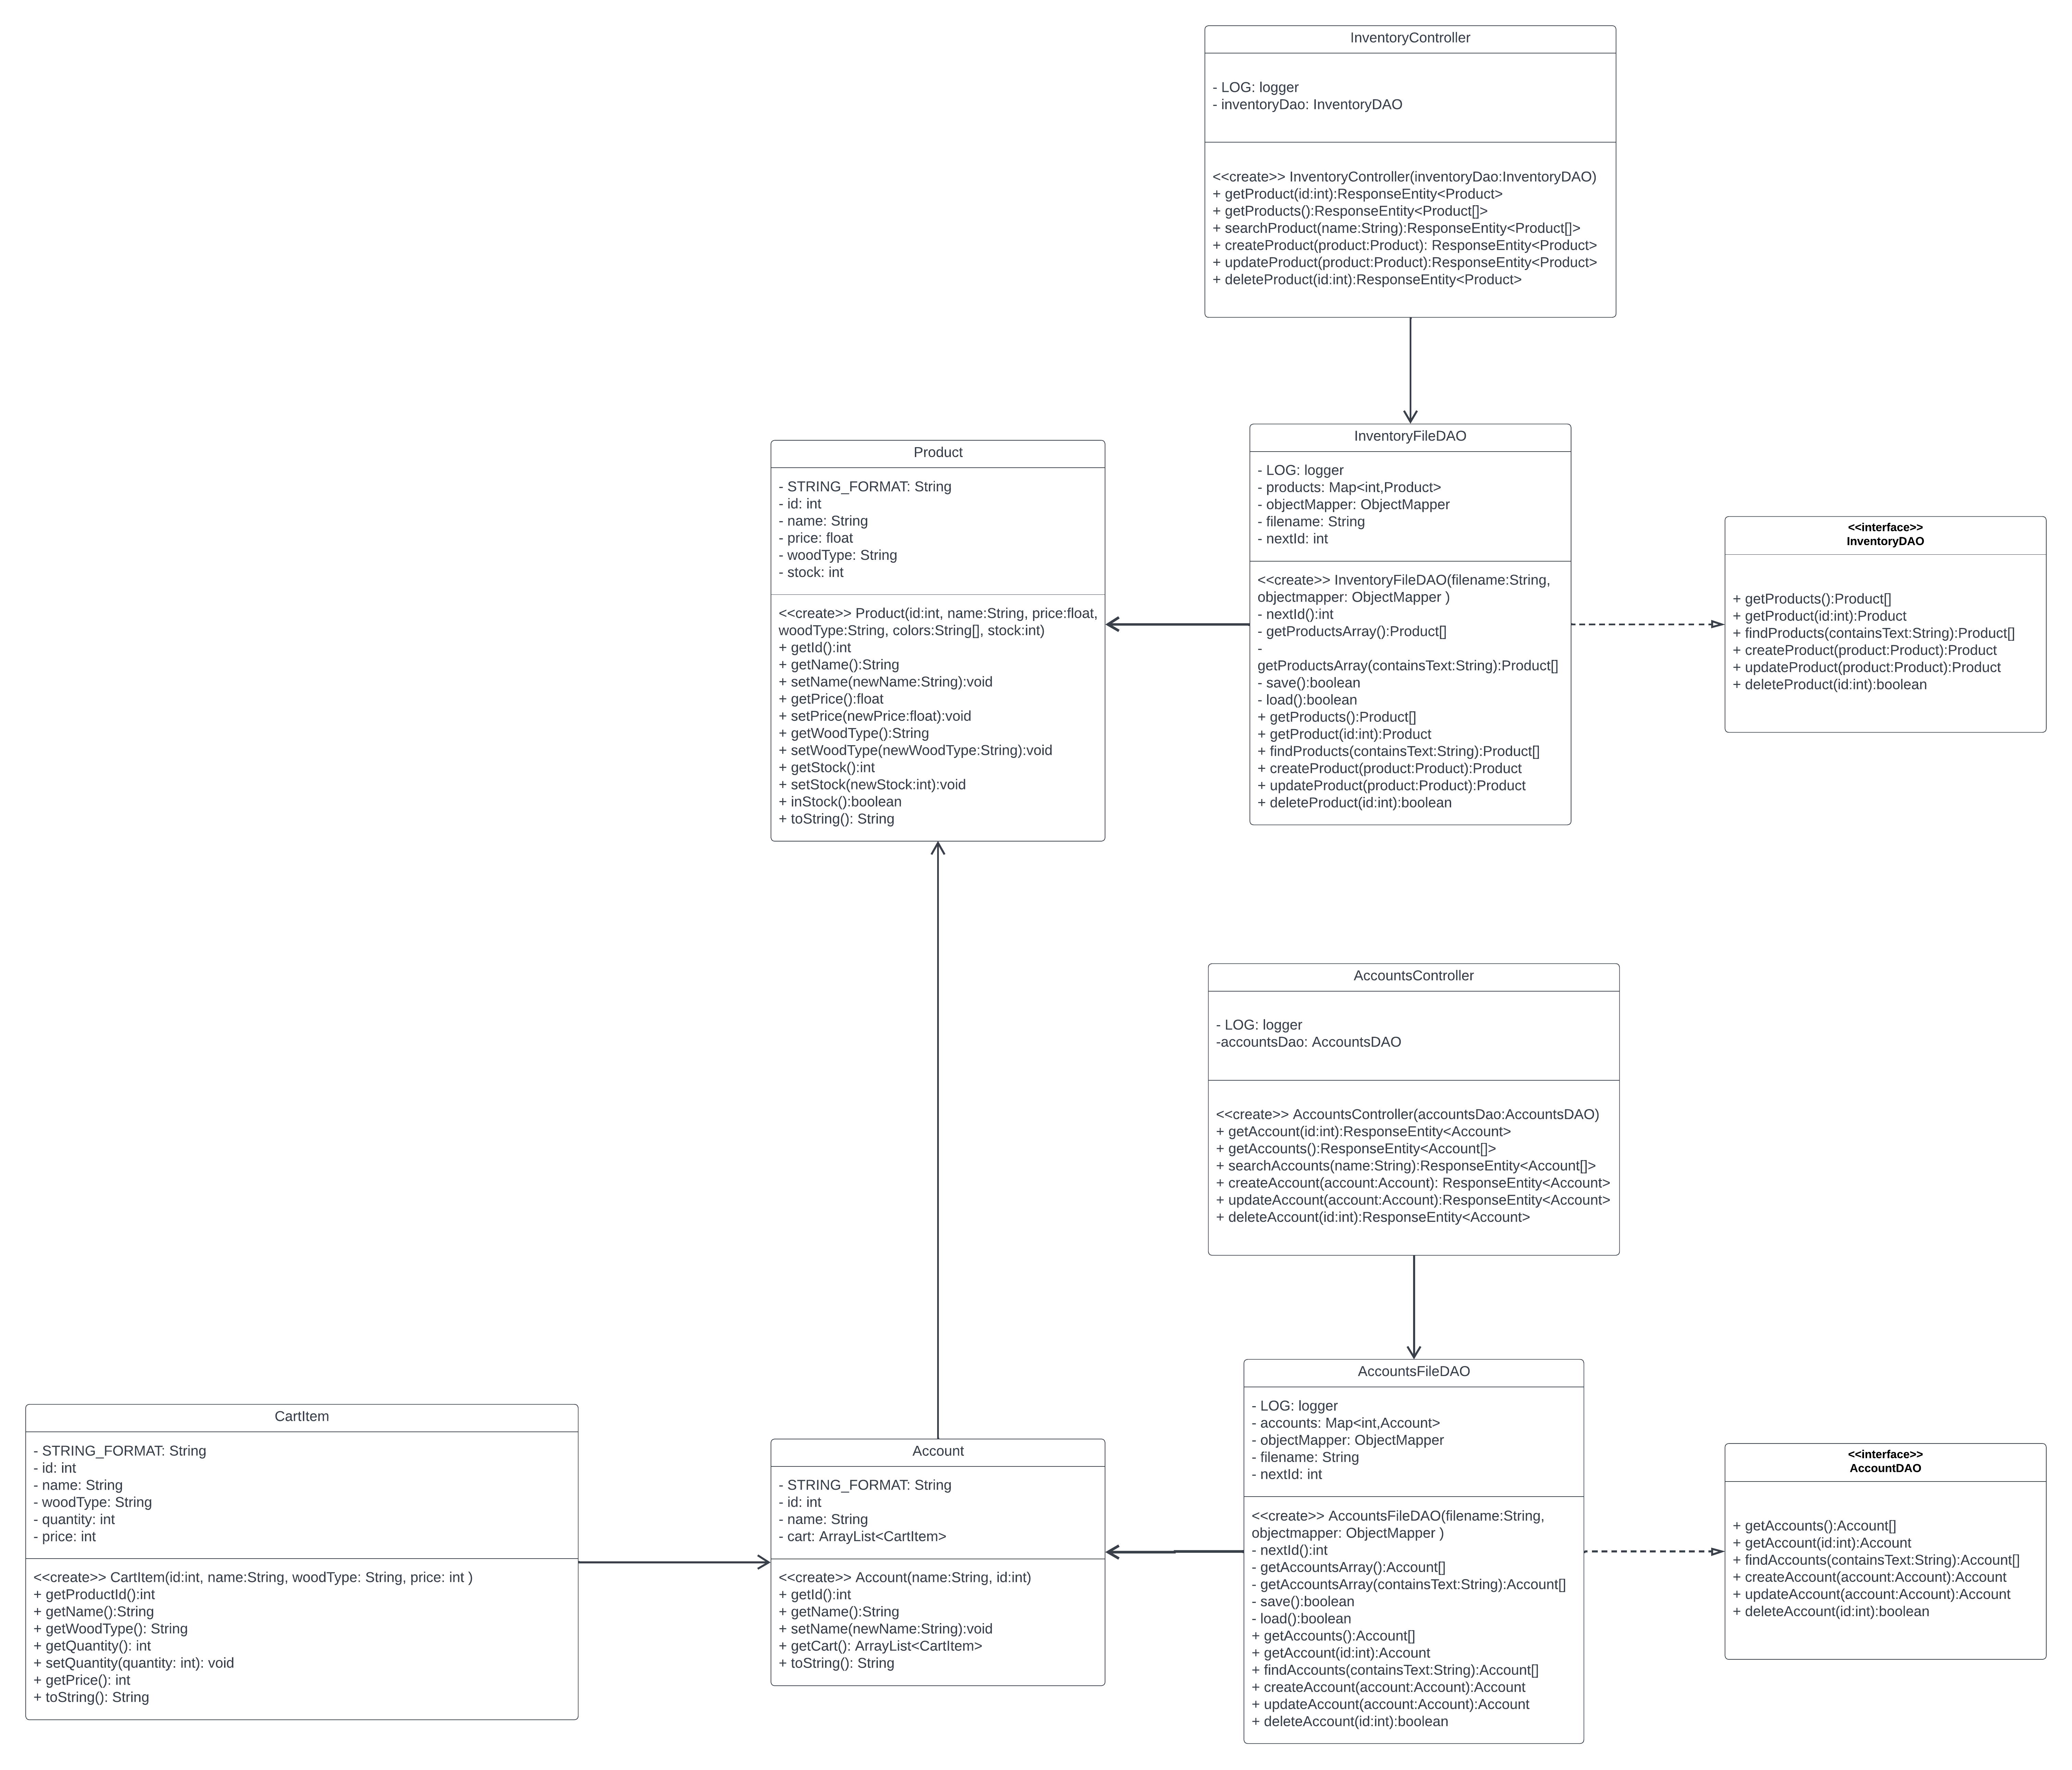 InventoryController
- LOG: logger
- inventoryDao: InventoryDAO
<<create>> InventoryController(inventoryDao:InventoryDAO)
+ getProduct(id:int):ResponseEntity<Product>
+ getProducts():ResponseEntity<Product[]>
+ searchProduct(name:String):ResponseEntity<Product[]>
+ createProduct(product:Product): ResponseEntity<Product>
+ updateProduct(product:Product):ResponseEntity<Product>
+ deleteProduct(id:int):ResponseEntity<Product>
Product
- STRING_FORMAT: String
- id: int
- name: String
- price: float
- woodType: String
- stock: int
<<create>> Product(id:int, name:String, price:float,
woodType:String, colors:String[], stock:int)
+ getId():int
+ getName():String
+ setName(newName:String):void
+ getPrice():float
+ setPrice(newPrice:float):void
+ getWoodType():String
+ setWoodType(newWoodType:String):void
+ getStock():int
+ setStock(newStock:int):void
+ inStock():boolean
+ toString(): String
InventoryFileDAO
- LOG: logger
- products: Map<int,Product>
- objectMapper: ObjectMapper
- filename: String
- nextId: int
<<create>> InventoryFileDAO(filename:String,
objectmapper: ObjectMapper )
- nextId():int
- getProductsArray():Product[]
-
getProductsArray(containsText:String):Product[]
- save():boolean
- load():boolean
+ getProducts():Product[]
+ getProduct(id:int):Product
+ findProducts(containsText:String):Product[]
+ createProduct(product:Product):Product
+ updateProduct(product:Product):Product
+ deleteProduct(id:int):boolean
<<interface>>
InventoryDAO
+ getProducts():Product[]
+ getProduct(id:int):Product
+ findProducts(containsText:String):Product[]
+ createProduct(product:Product):Product
+ updateProduct(product:Product):Product
+ deleteProduct(id:int):boolean
AccountsController
- LOG: logger
-accountsDao: AccountsDAO
<<create>> AccountsController(accountsDao:AccountsDAO)
+ getAccount(id:int):ResponseEntity<Account>
+ getAccounts():ResponseEntity<Account[]>
+ searchAccounts(name:String):ResponseEntity<Account[]>
+ createAccount(account:Account): ResponseEntity<Account>
+ updateAccount(account:Account):ResponseEntity<Account>
+ deleteAccount(id:int):ResponseEntity<Account>
CartItem
- STRING_FORMAT: String
- id: int
- name: String
- woodType: String
- quantity: int
- price: int
<<create>> CartItem(id:int, name:String, woodType: String, price: int )
+ getProductId():int
+ getName():String
+ getWoodType(): String
+ getQuantity(): int
+ setQuantity(quantity: int): void
+ getPrice(): int
+ toString(): String
Account
- STRING_FORMAT: String
- id: int
- name: String
- cart: ArrayList<CartItem>
<<create>> Account(name:String, id:int)
+ getId():int
+ getName():String
+ setName(newName:String):void
+ getCart(): ArrayList<CartItem>
+ toString(): String
AccountsFileDAO
- LOG: logger
- accounts: Map<int,Account>
- objectMapper: ObjectMapper
- filename: String
- nextId: int
<<create>> AccountsFileDAO(filename:String,
objectmapper: ObjectMapper )
- nextId():int
- getAccountsArray():Account[]
- getAccountsArray(containsText:String):Account[]
- save():boolean
- load():boolean
+ getAccounts():Account[]
+ getAccount(id:int):Account
+ findAccounts(containsText:String):Account[]
+ createAccount(account:Account):Account
+ updateAccount(account:Account):Account
+ deleteAccount(id:int):boolean
<<interface>>
AccountDAO
+ getAccounts():Account[]
+ getAccount(id:int):Account
+ findAccounts(containsText:String):Account[]
+ createAccount(account:Account):Account
+ updateAccount(account:Account):Account
+ deleteAccount(id:int):boolean